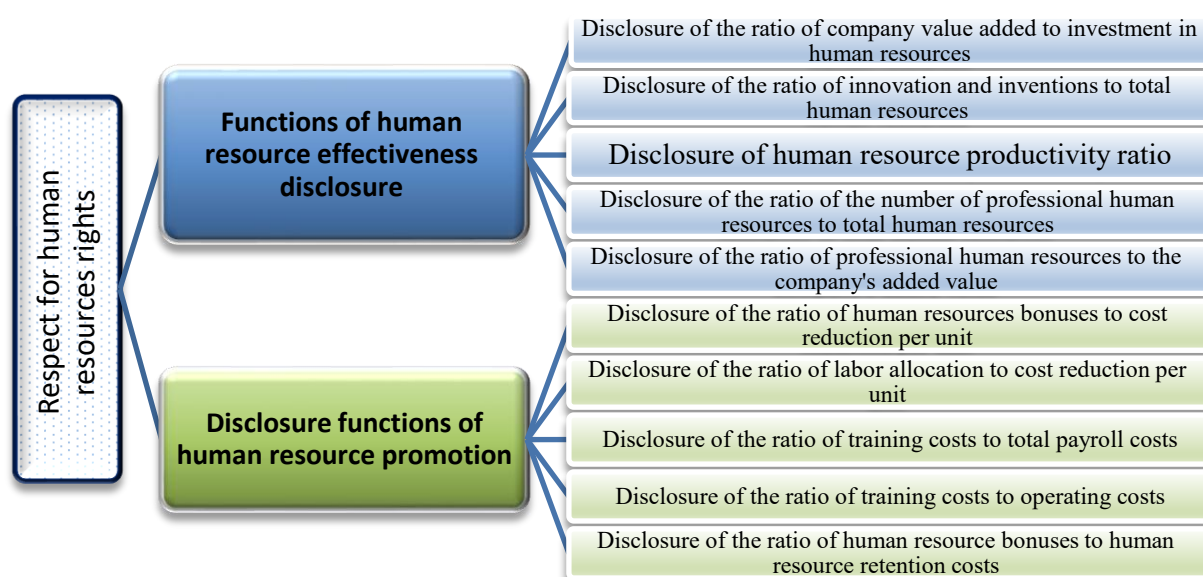 Respect for human
resources rights
Functions of human
resource effectiveness
disclosure
Disclosure of the ratio of company value added to investment in
human resources
Disclosure of the ratio of innovation and inventions to total
human resources
Disclosure of human resource productivity ratio
Disclosure of the ratio of the number of professional human
resources to total human resources
Disclosure of the ratio of professional human resources to the
company's added value
Disclosure functions of
human resource promotion
Disclosure of the ratio of human resources bonuses to cost
reduction per unit
Disclosure of the ratio of labor allocation to cost reduction per
unit
Disclosure of the ratio of training costs to total payroll costs
Disclosure of the ratio of training costs to operating costs
Disclosure of the ratio of human resource bonuses to human
resource retention costs